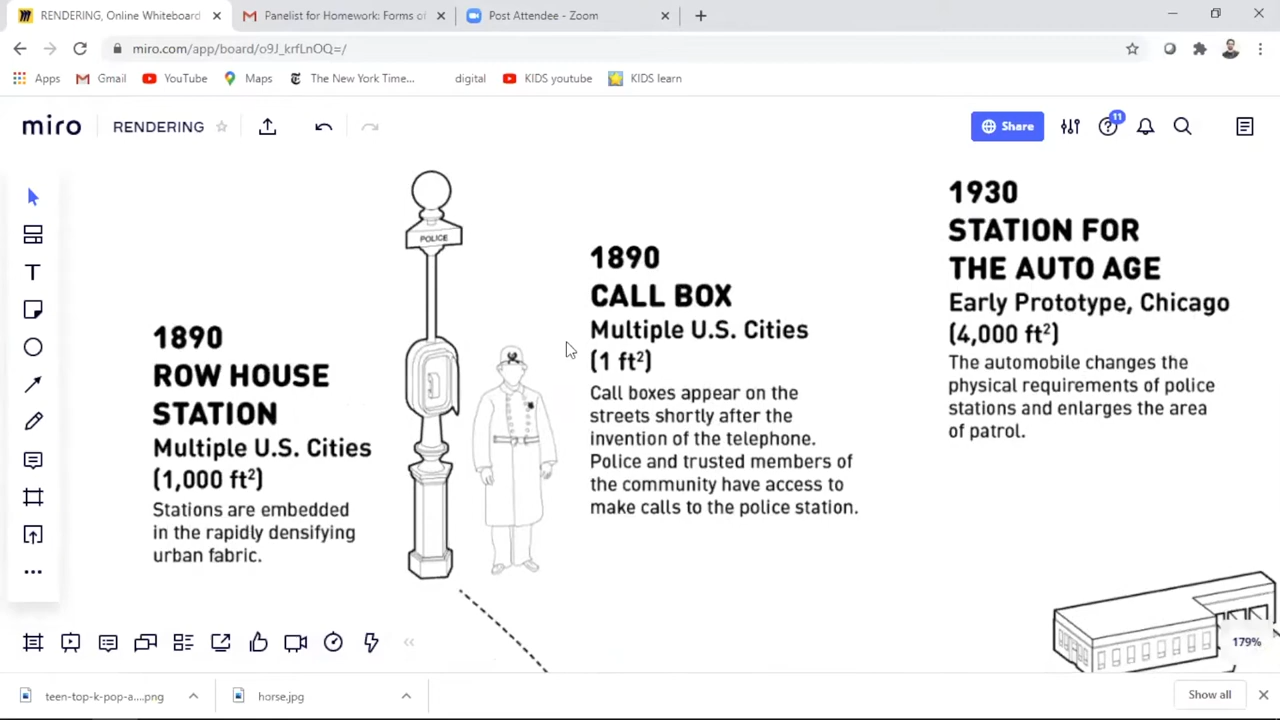 RENDERING, Online Whiteboard
Panelist for Homework: Forms of
Post Attendee - Zoom
miro.com/app/board/o9J_krfLnOQ=/
Apps
Gmail
YouTube
Maps
The New York Time...
digital
KIDS youtube
KIDS learn
miro
RENDERING
Share
11
POLICE
1890
ROW HOUSE
STATION
Multiple U.S. Cities
(1,000 ft²)
Stations are embedded
in the rapidly densifying
urban fabric.
1890
CALL BOX
Multiple U.S. Cities
(1 ft²)
Call boxes appear on the
streets shortly after the
invention of the telephone.
Police and trusted members of
the community have access to
make calls to the police station.
1930
STATION FOR
THE AUTO AGE
Early Prototype, Chicago
(4,000 ft²)
The automobile changes the
physical requirements of police
stations and enlarges the area
of patrol.
179%
teen-top-k-pop-a....png
horse.jpg
Show all